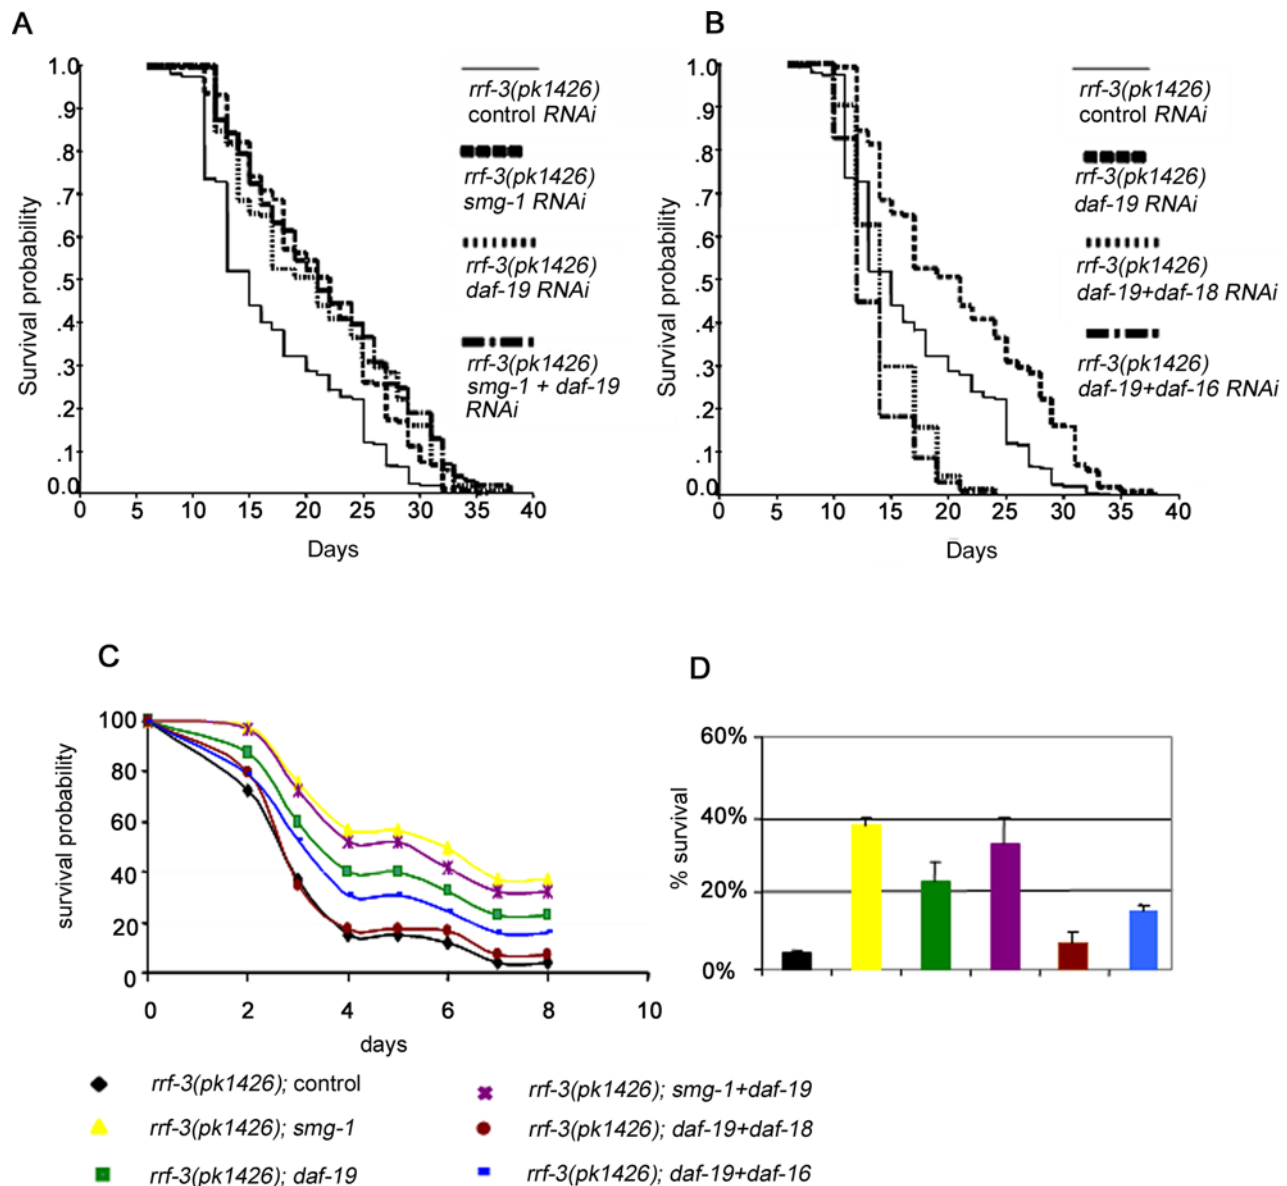 A
Survival probability
1.0
.9
.8
.7
.6
.5
.4
.3
.2
.1
0.0
0 5 10 15 20 25 30 35 40
Days
rrf-3(pk1426)
control RNAi
rrf-3(pk1426)
smg-1 RNAi
rrf-3(pk1426)
daf-19 RNAi
rrf-3(pk1426)
smg-1 + daf-19
RNAi
B
Survival probability
1.0
.9
.8
.7
.6
.5
.4
.3
.2
.1
0.0
0 5 10 15 20 25 30 35 40
Days
rrf-3(pk1426)
control RNAi
rrf-3(pk1426)
daf-19 RNAi
rrf-3(pk1426)
daf-19+daf-18 RNAi
rrf-3(pk1426)
daf-19+daf-16 RNAi
C
survival probability
100
80
60
40
20
0
0 2 4 6 8 10
days
D
% survival
60%
40%
20%
0%
rrf-3(pk1426); control
rrf-3(pk1426); smg-1
rrf-3(pk1426); daf-19
rrf-3(pk1426); smg-1+daf-19
rrf-3(pk1426); daf-19+daf-18
rrf-3(pk1426); daf-19+daf-16